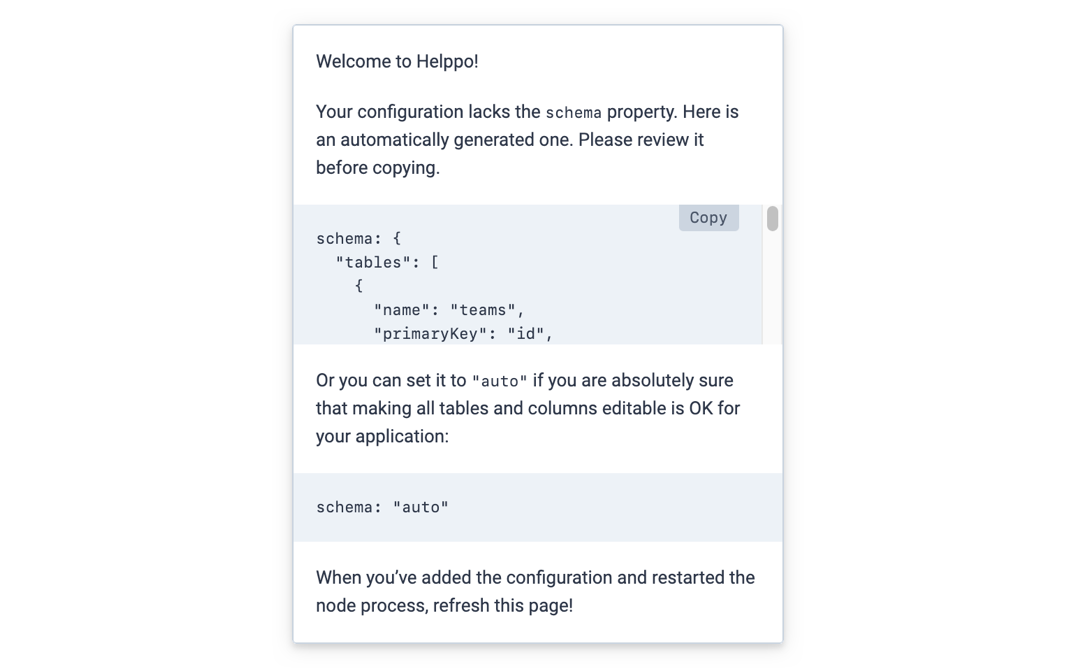 Welcome to Helppo!
Your configuration lacks the schema property. Here is
an automatically generated one. Please review it
before copying.
Copy
schema: {
  "tables": [
    {
      "name": "teams",
      "primaryKey": "id",
Or you can set it to "auto" if you are absolutely sure
that making all tables and columns editable is OK for
your application:
schema: "auto"
When you’ve added the configuration and restarted the
node process, refresh this page!